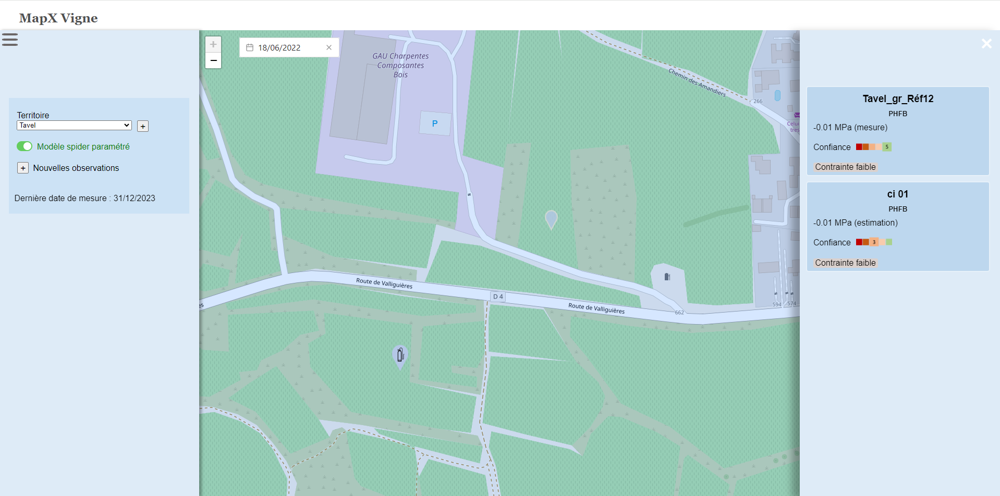 MapX Vigne
Territoire
Tavel
+
Modèle spider paramétré
+ Nouvelles observations
Dernière date de mesure : 31/12/2023
+
−
18/06/2022
GAU Charpentes
Composantes
Bois
P
Chemin des Amandiers
266
Celui
tres
Route de Valliguières
D 4
Route de Valliguières
662
594
574
es
Tavel_gr_Réf12
PHFB
-0.01 MPa (mesure)
Confiance 5
Contrainte faible
ci 01
PHFB
-0.01 MPa (estimation)
Confiance 3
Contrainte faible